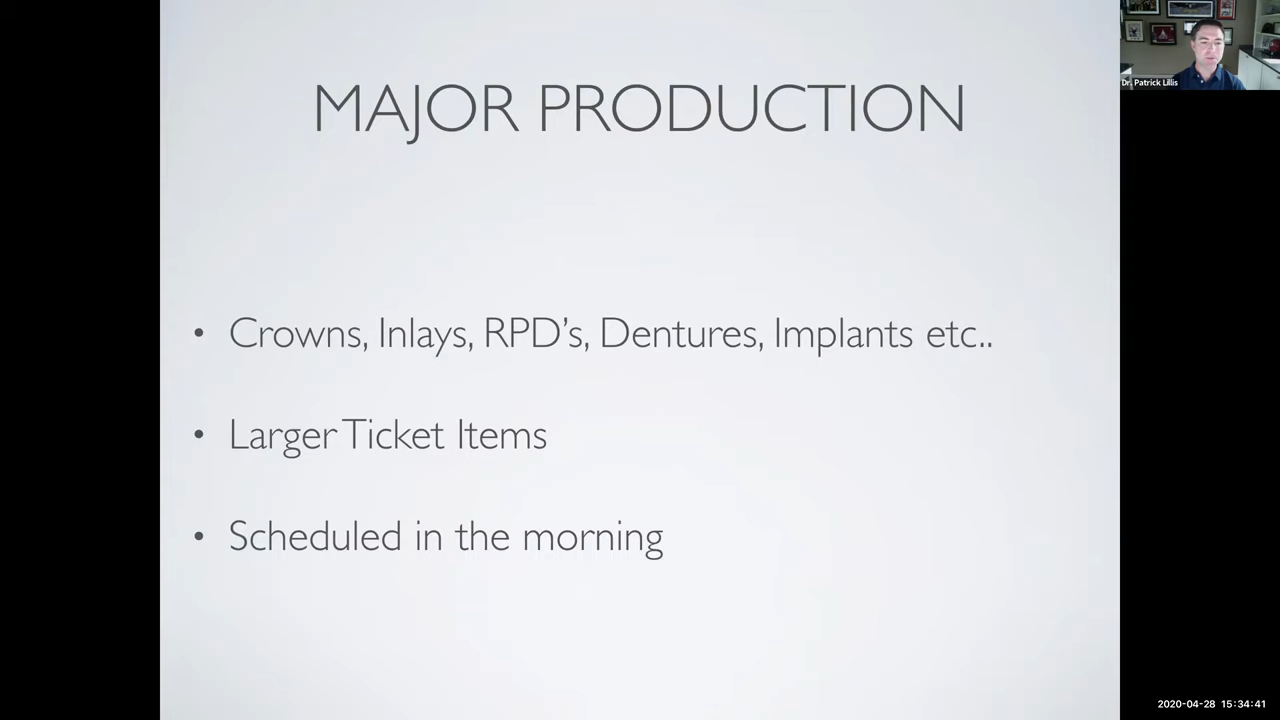 MAJOR PRODUCTION
Dr. Patrick Lillis
• Crowns, Inlays, RPD’s, Dentures, Implants etc..
• Larger Ticket Items
• Scheduled in the morning
2020-04-28 15:34:41